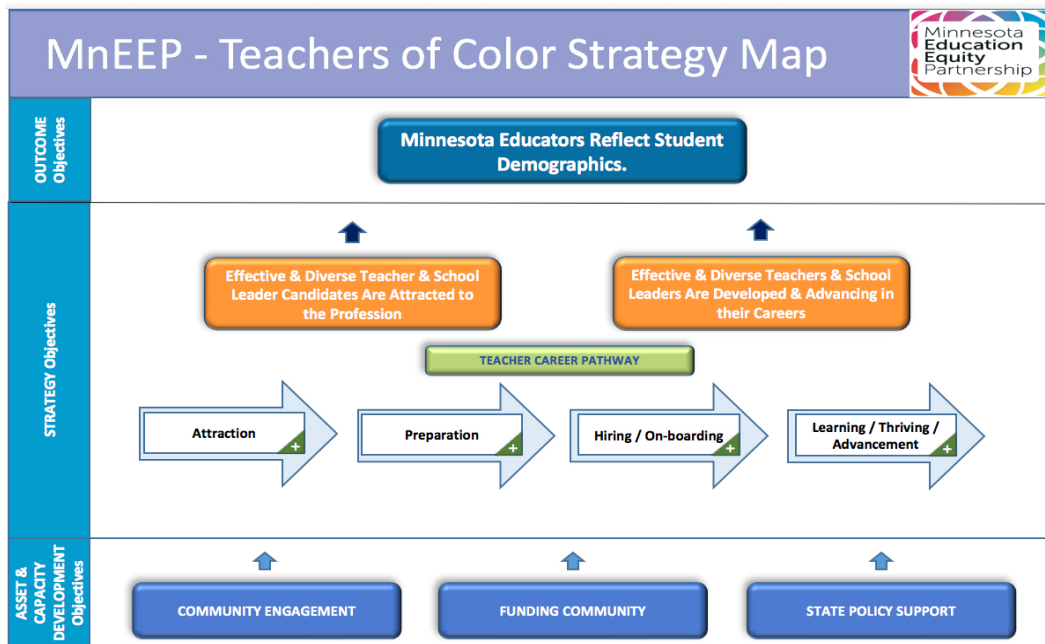 MnEEP - Teachers of Color Strategy Map
Minnesota
Education
Equity
Partnership
OUTCOME
Objectives
Minnesota Educators Reflect Student
Demographics.
STRATEGY Objectives
Effective & Diverse Teacher & School
Leader Candidates Are Attracted to
the Profession
Effective & Diverse Teachers & School
Leaders Are Developed & Advancing in
their Careers
TEACHER CAREER PATHWAY
Attraction
+
Preparation
+
Hiring / On-boarding
+
Learning / Thriving /
Advancement
+
ASSET &
CAPACITY
DEVELOPMENT
Objectives
COMMUNITY ENGAGEMENT
FUNDING COMMUNITY
STATE POLICY SUPPORT